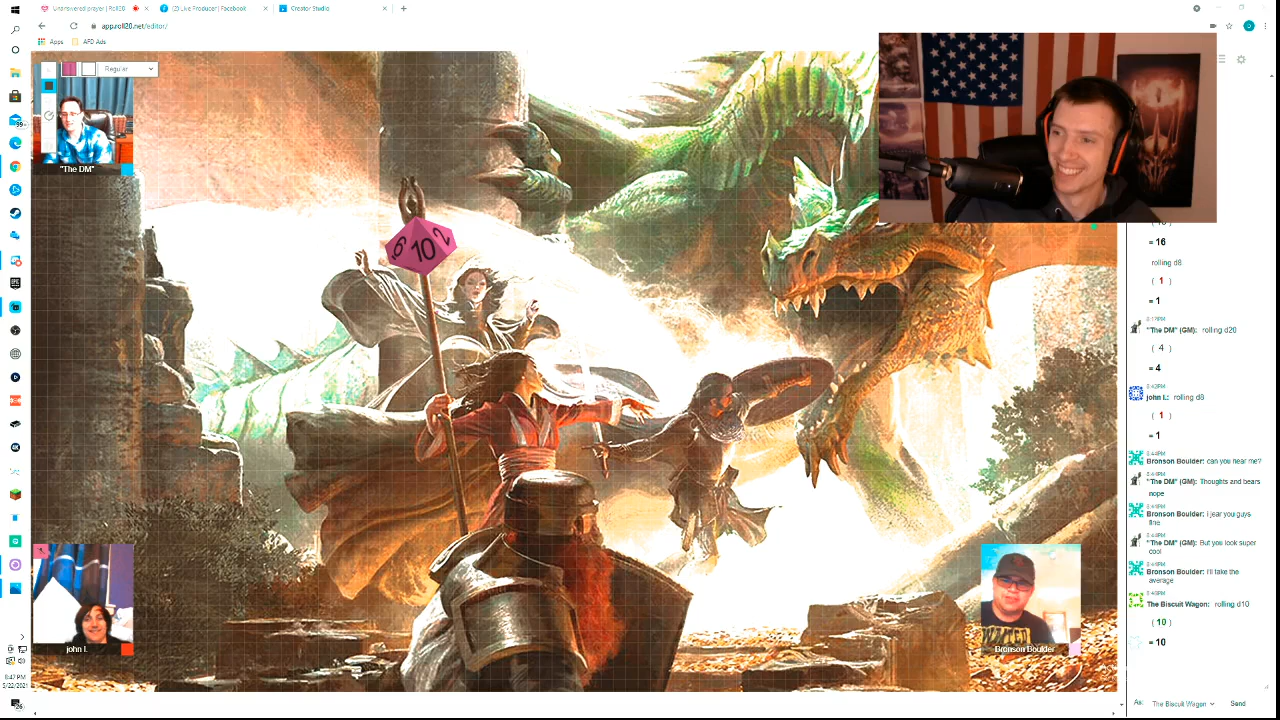 Unanswered prayer | Roll20
(2) Live Producer | Facebook
Creator Studio
app.roll20.net/editor/
Apps
AFD Ads
Regular
"The DM"
6 10 2
= 16
rolling d8
( 1 )
= 1
"The DM" (GM): rolling d20
( 4 )
= 4
john l.: rolling d8
( 1 )
= 1
Bronson Boulder: can you hear me?
"The DM" (GM): Thoughts and bears
nope
Bronson Boulder: i jear you guys
fine
"The DM" (GM): But you look super
cool
Bronson Boulder: I'll take the
average
The Biscuit Wagon: rolling d10
( 10 )
= 10
john l.
Bronson Boulder
As:
The Biscuit Wagon
Send